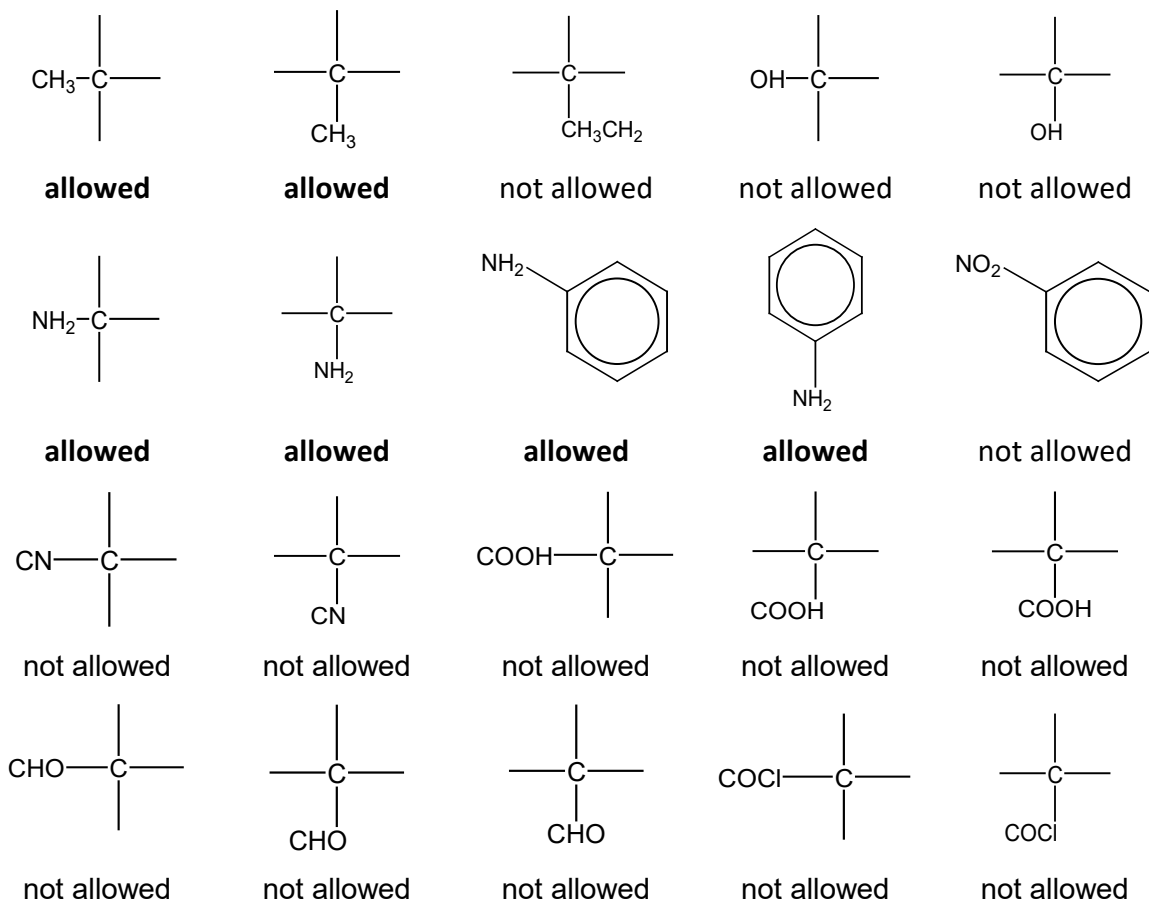 CH₃ C C C OH C C
CH₃ CH₃CH₂ OH
allowed allowed not allowed not allowed not allowed
NH₂ NO₂
NH₂ C C
NH₂ NH₂
allowed allowed allowed allowed not allowed
CN C C COOH C C C
CN COOH COOH
not allowed not allowed not allowed not allowed not allowed
CHO C C C COCl C C
CHO CHO COCl
not allowed not allowed not allowed not allowed not allowed